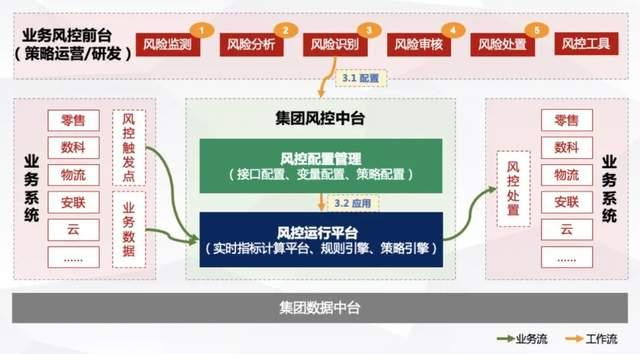 业务风控前台
（策略运营/研发）
风险监测
1
风险分析
2
风险识别
3
风险审核
4
风险处置
5
风控工具
3.1 配置
业务系统
零售
数科
物流
安联
云
......
风控触发点
业务数据
集团风控中台
风控配置管理
（接口配置、变量配置、策略配置）
3.2 应用
风控运行平台
（实时指标计算平台、规则引擎、策略引擎）
风控处置
零售
数科
物流
安联
云
......
业务系统
集团数据中台
业务流
工作流